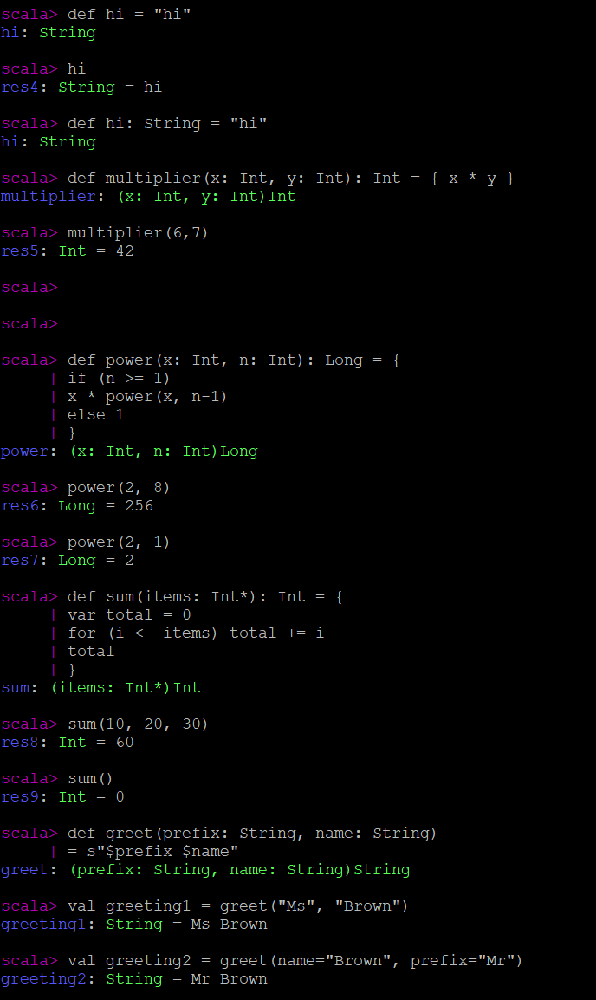 scala> def hi = "hi"
hi: String
scala> hi
res4: String = hi
scala> def hi: String = "hi"
hi: String
scala> def multiplier(x: Int, y: Int): Int = { x * y }
multiplier: (x: Int, y: Int)Int
scala> multiplier(6,7)
res5: Int = 42
scala>
scala>
scala> def power(x: Int, n: Int): Long = {
     | if (n >= 1)
     | x * power(x, n-1)
     | else 1
     | }
power: (x: Int, n: Int)Long
scala> power(2, 8)
res6: Long = 256
scala> power(2, 1)
res7: Long = 2
scala> def sum(items: Int*): Int = {
     | var total = 0
     | for (i <- items) total += i
     | total
     | }
sum: (items: Int*)Int
scala> sum(10, 20, 30)
res8: Int = 60
scala> sum()
res9: Int = 0
scala> def greet(prefix: String, name: String)
     | = s"$prefix $name"
greet: (prefix: String, name: String)String
scala> val greeting1 = greet("Ms", "Brown")
greeting1: String = Ms Brown
scala> val greeting2 = greet(name="Brown", prefix="Mr")
greeting2: String = Mr Brown